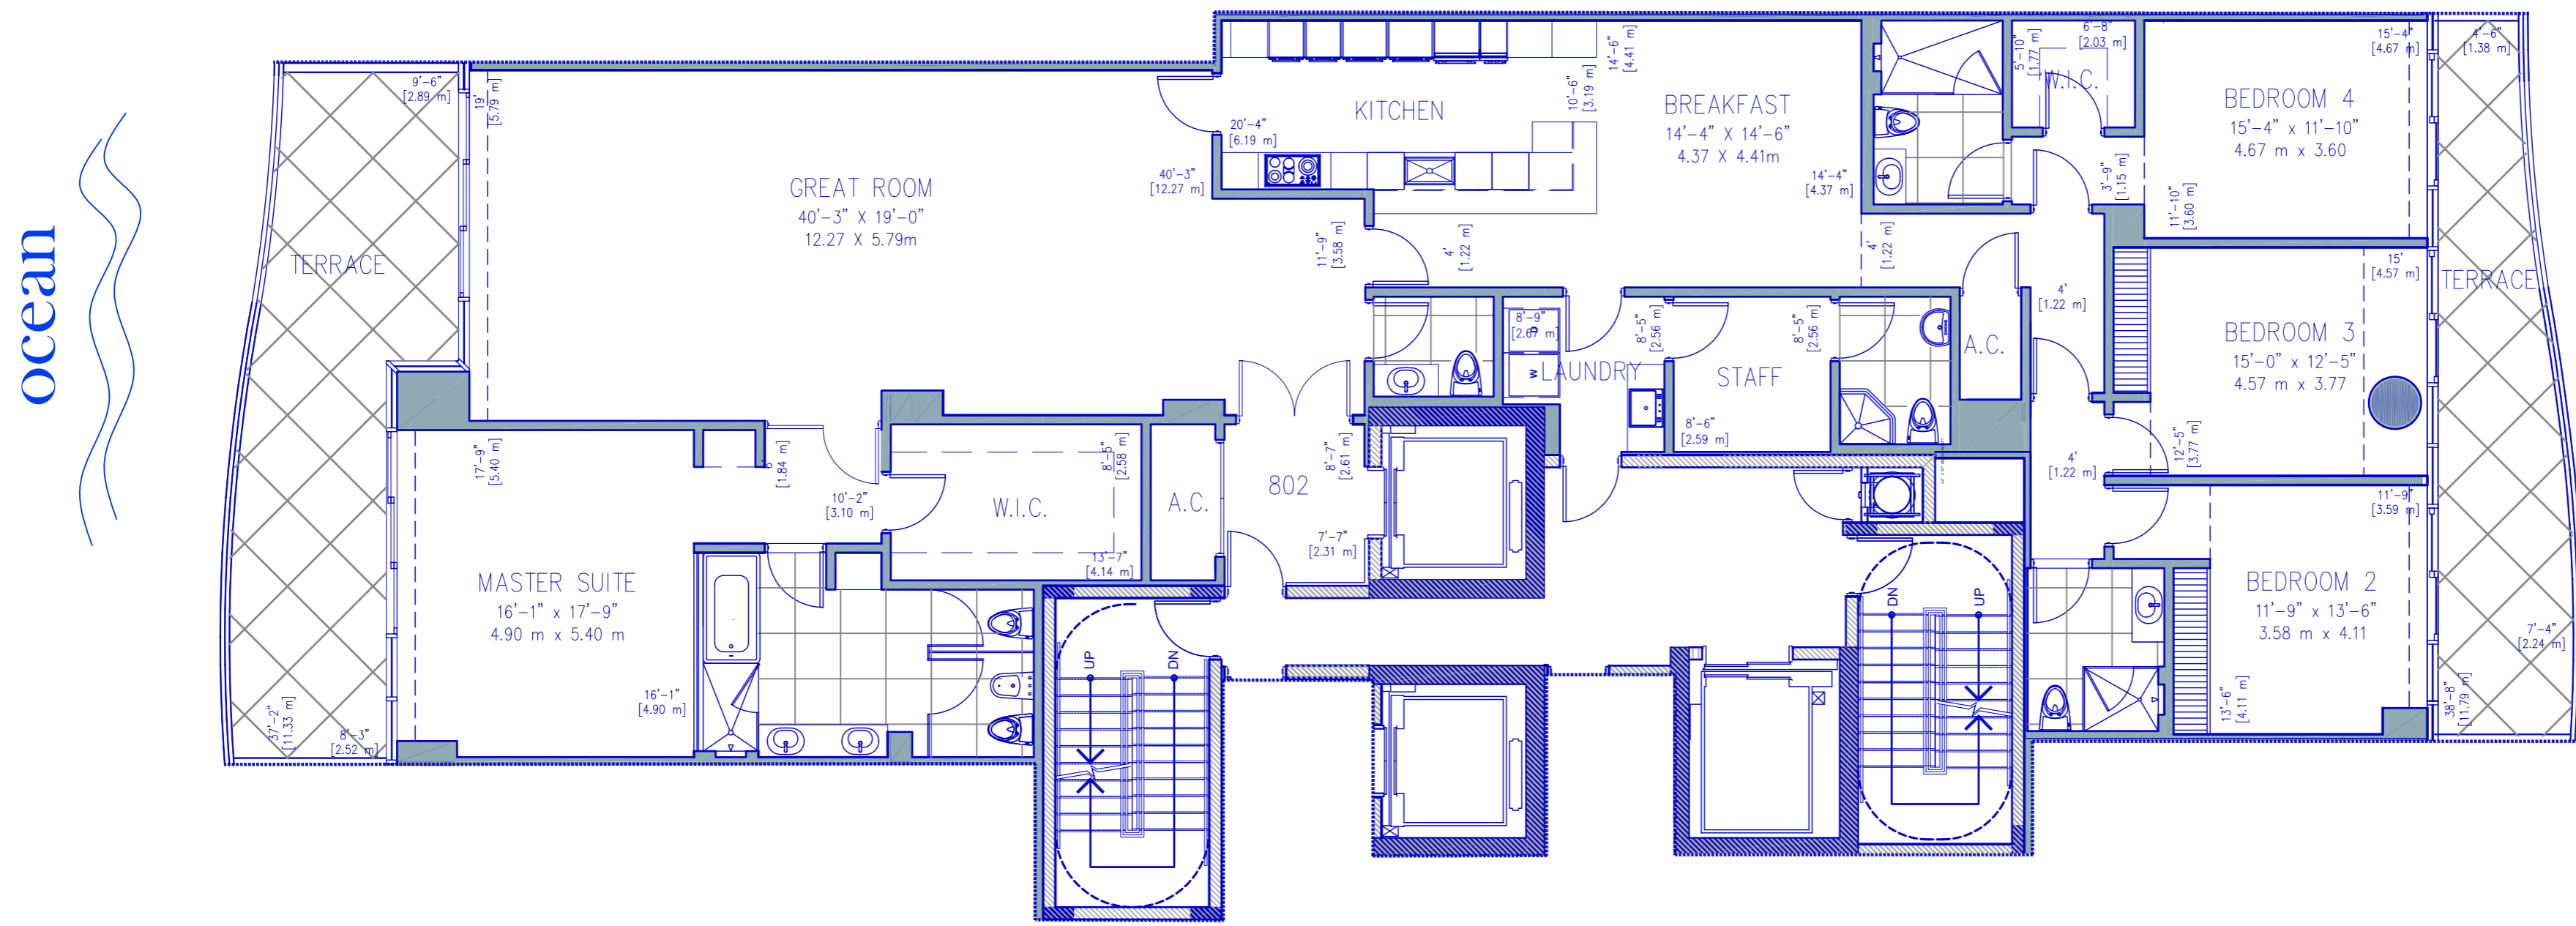 ocean
TERRACE
9'-6"
[2.89 m]
19'
[5.79 m]
37'-2"
[11.33 m]
8'-3"
[2.52 m]
GREAT ROOM
40'-3" X 19'-0"
12.27 X 5.79m
40'-3"
[12.27 m]
MASTER SUITE
16'-1" x 17'-9"
4.90 m x 5.40 m
17'-9"
[5.40 m]
16'-1"
[4.90 m]
[1.84 m]
10'-2"
[3.10 m]
W.I.C.
8'-5"
[2.58 m]
13'-7"
[4.14 m]
A.C.
802
8'-7"
[2.61 m]
7'-7"
[2.31 m]
UP
DN
KITCHEN
20'-4"
[6.19 m]
10'-6"
[3.19 m]
14'-6"
[4.41 m]
11'-9"
[3.58 m]
4'
[1.22 m]
BREAKFAST
14'-4" X 14'-6"
4.37 X 4.41m
14'-4"
[4.37 m]
4'
[1.22 m]
8'-9"
[2.67 m]
D
W
LAUNDRY
8'-5"
[2.56 m]
STAFF
8'-6"
[2.59 m]
8'-5"
[2.56 m]
A.C.
DN
UP
5'-10"
[1.77 m]
6'-8"
[2.03 m]
W.I.C.
3'-9"
[1.15 m]
4'
[1.22 m]
4'
[1.22 m]
BEDROOM 4
15'-4" x 11'-10"
4.67 m x 3.60
15'-4"
[4.67 m]
11'-10"
[3.60 m]
BEDROOM 3
15'-0" x 12'-5"
4.57 m x 3.77
15'
[4.57 m]
12'-5"
[3.77 m]
BEDROOM 2
11'-9" x 13'-6"
3.58 m x 4.11
11'-9"
[3.59 m]
13'-6"
[4.11 m]
4'-6"
[1.38 m]
TERRACE
7'-4"
[2.24 m]
38'-8"
[11.79 m]